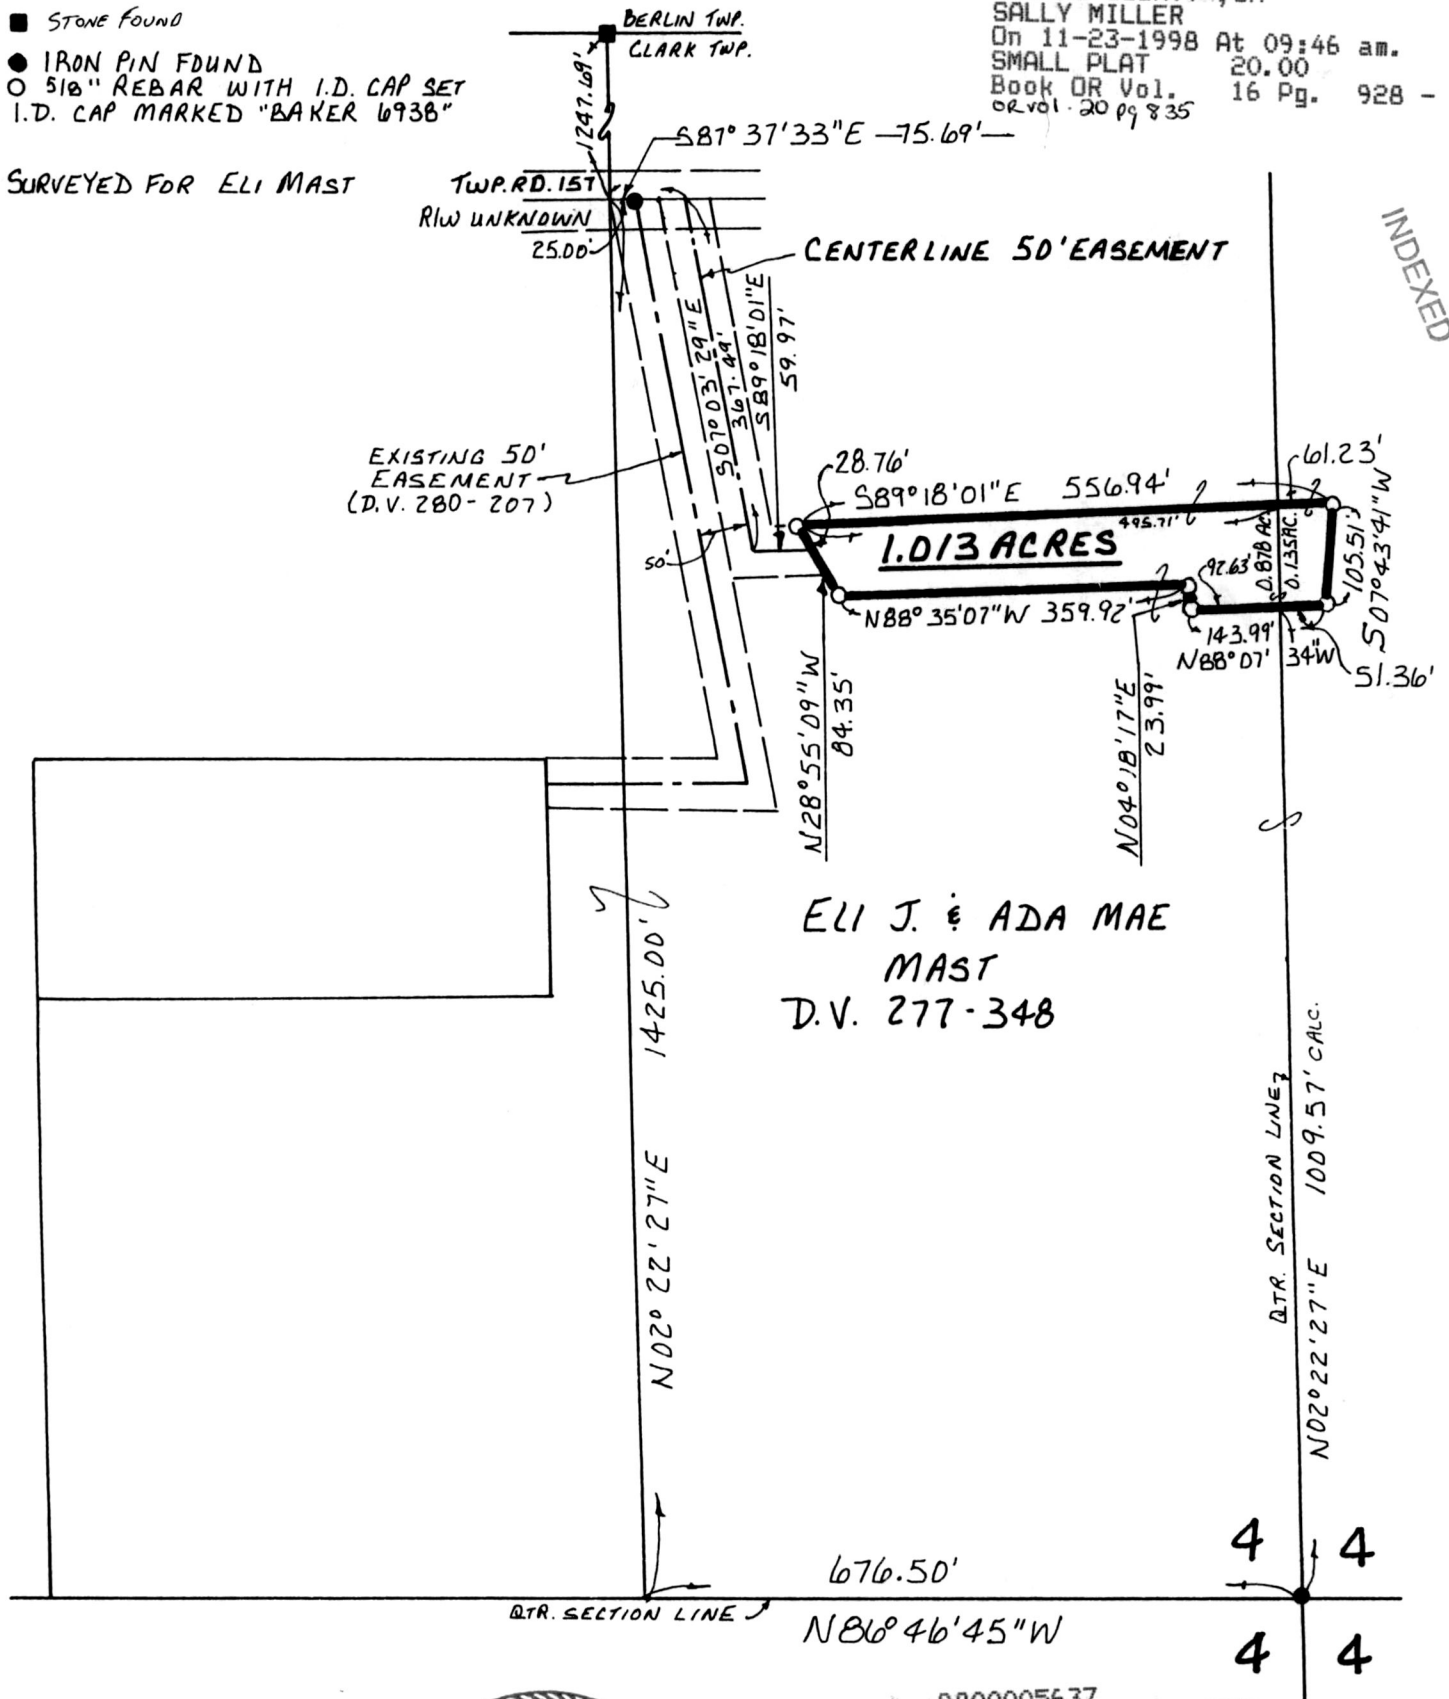 ■ STONE FOUND
● IRON PIN FOUND
○ 5/8" REBAR WITH I.D. CAP SET
I.D. CAP MARKED "BAKER 6938"
SURVEYED FOR ELI MAST
BERLIN TWP.
CLARK TWP.
SALLY MILLER
On 11-23-1998 At 09:46 am.
SMALL PLAT 20.00
Book OR Vol. 16 Pg. 928 -
OR vol. 20 pg 835
INDEXED
1247.69'
S87° 37'33"E 75.69'
TWP. RD. 157
R/W UNKNOWN
25.00'
CENTERLINE 50' EASEMENT
S07° 03' 29" E
367.49'
S89° 18'01"E
59.97'
EXISTING 50'
EASEMENT
(D.V. 280-207)
50'
28.76'
S89° 18'01"E 556.94'
495.71'
61.23'
1.013 ACRES
0.878 AC.
0.135 AC.
105.51'
S07° 43'41"W
92.63'
N88° 35'07"W 359.92'
143.99'
N88° 07' 34"W
51.36'
N28° 55'09"W
84.35'
N04° 18'17"E
23.99'
ELI J. & ADA MAE
MAST
D.V. 277-348
N02° 22' 27" E 1425.00'
QTR. SECTION LINE
N02° 22' 27" E 1009.57' CALC.
676.50'
QTR. SECTION LINE
N86° 46'45"W
4 4
4 4